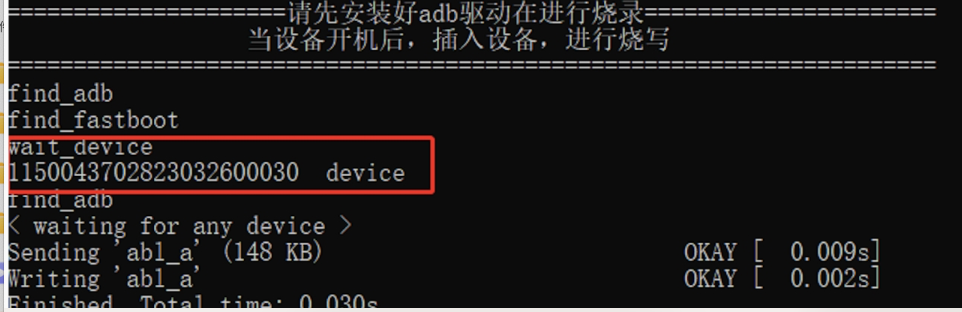 =====================请先安装好adb驱动在进行烧录======================
当设备开机后，插入设备，进行烧写
======================================================================
find_adb
find_fastboot
wait_device
1150043702823032600030 device
find_adb
< waiting for any device >
Sending 'abl_a' (148 KB) OKAY [ 0.009s]
Writing 'abl_a' OKAY [ 0.002s]
Finished. Total time: 0.030s